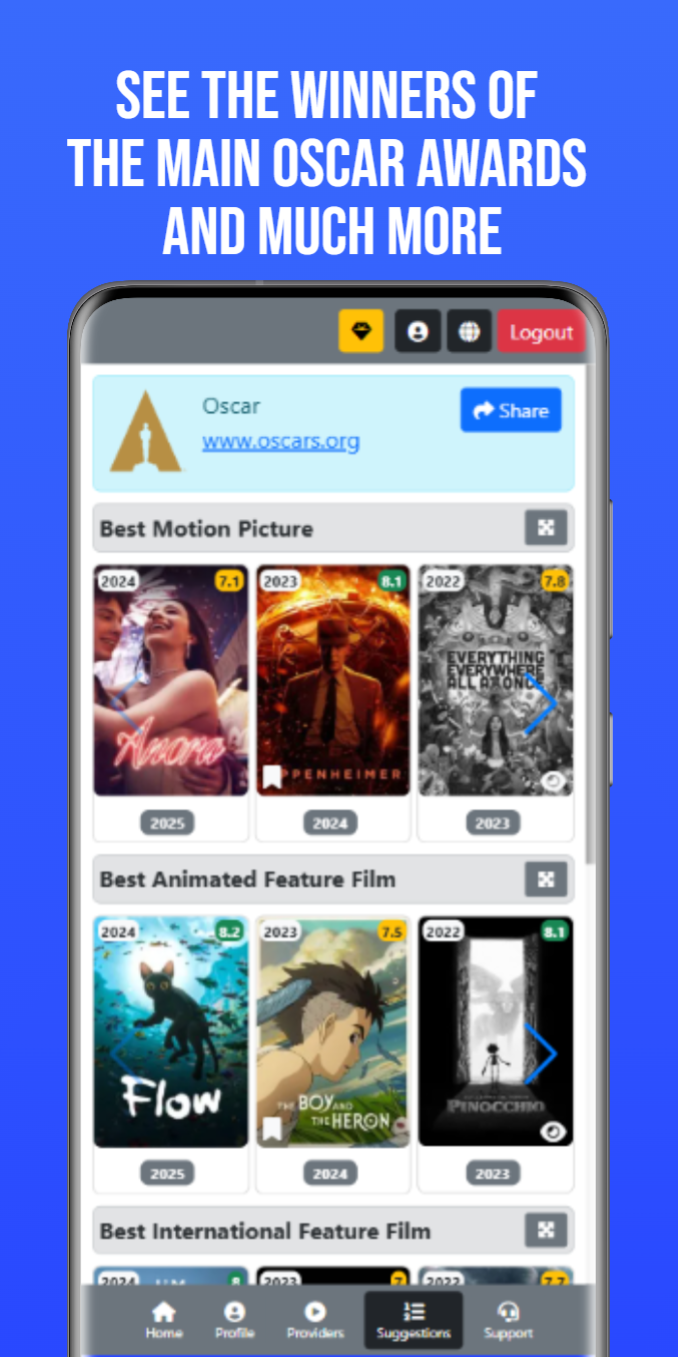 SEE THE WINNERS OF
THE MAIN OSCAR AWARDS
AND MUCH MORE
Logout
Oscar
Share
www.oscars.org
Best Motion Picture
2024 7.1 2023 8.1 2022 7.8
EVERYTHING
EVERYWHERE
ALL AT ONCE
Anora
PPENHEIMER
2025 2024 2023
Best Animated Feature Film
2024 8.2 2023 7.5 2022 8.1
Flow
THE BOY AND
THE HERON
PINOCCHIO
2025 2024 2023
Best International Feature Film
2024 8 2023 7 2022 7.7
Home Profile Providers Suggestions Support